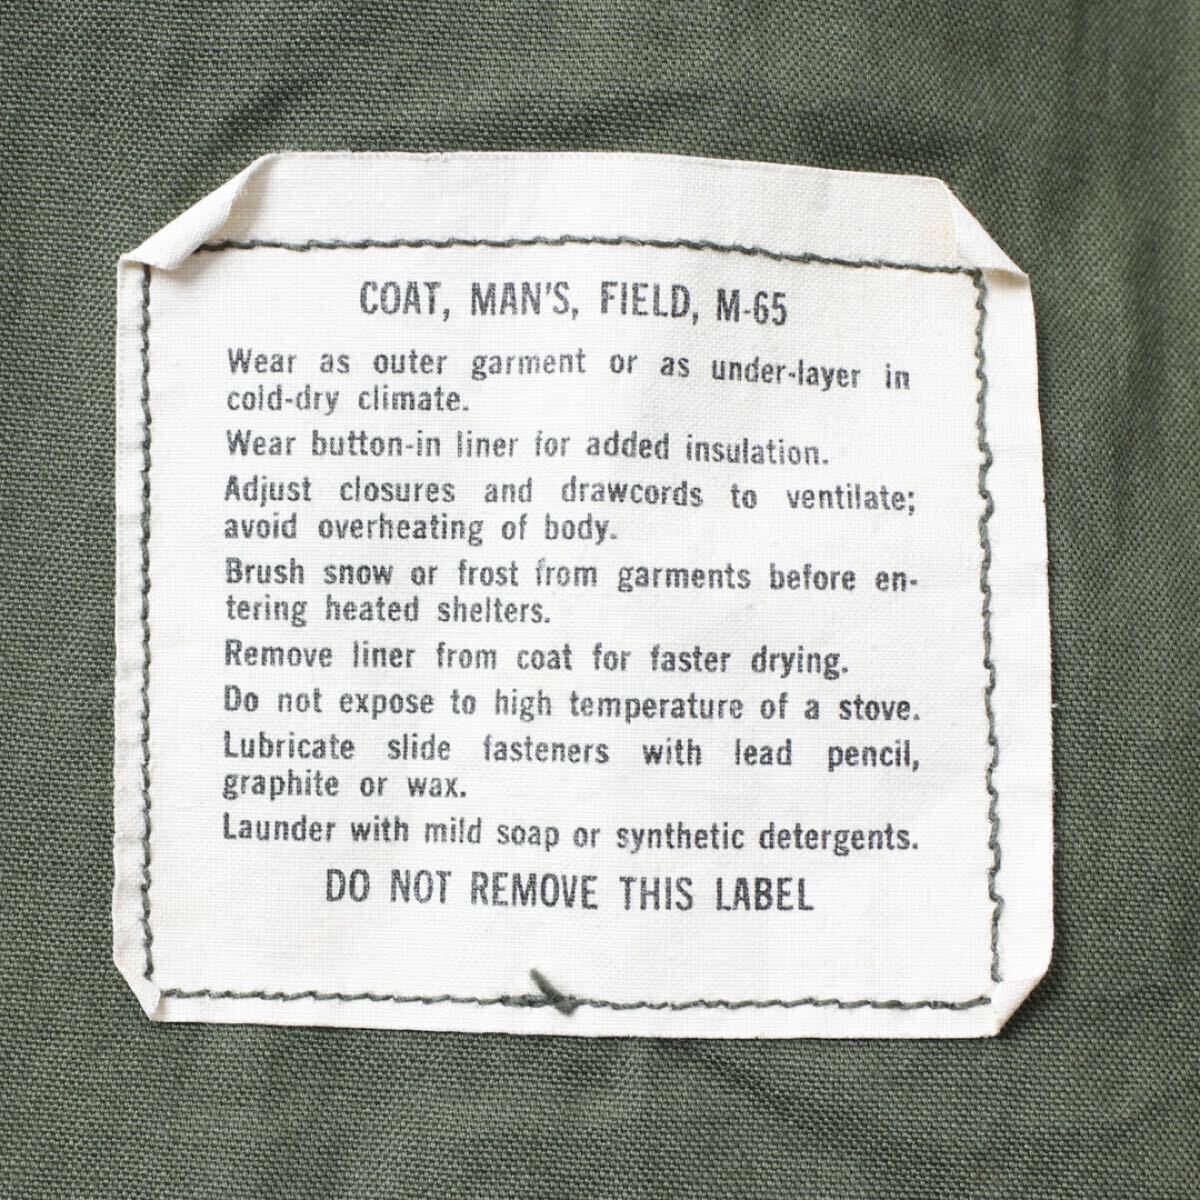 COAT, MAN'S, FIELD, M-65
Wear as outer garment or as under-layer in
cold-dry climate.
Wear button-in liner for added insulation.
Adjust closures and drawcords to ventilate;
avoid overheating of body.
Brush snow or frost from garments before en-
tering heated shelters.
Remove liner from coat for faster drying.
Do not expose to high temperature of a stove.
Lubricate slide fasteners with lead pencil,
graphite or wax.
Launder with mild soap or synthetic detergents.
DO NOT REMOVE THIS LABEL